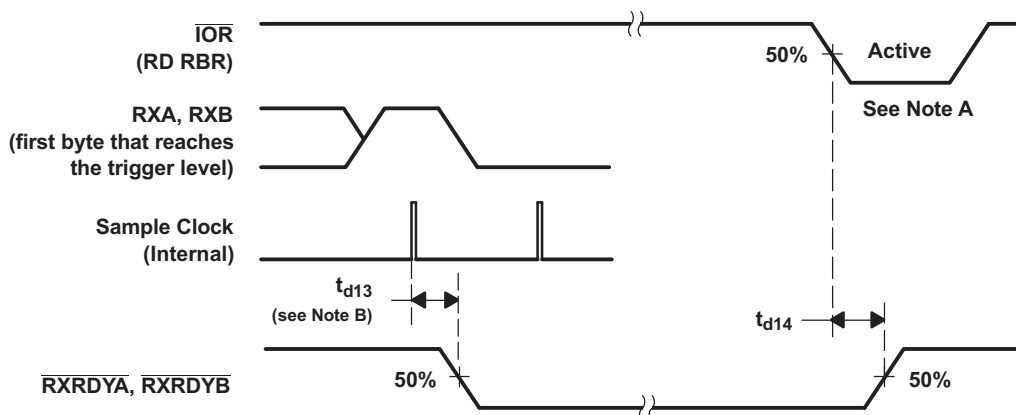 IOR
(RD RBR)
50%
Active
See Note A
RXA, RXB
(first byte that reaches
the trigger level)
Sample Clock
(Internal)
td13
(see Note B)
td14
RXRDYA, RXRDYB
50%
50%